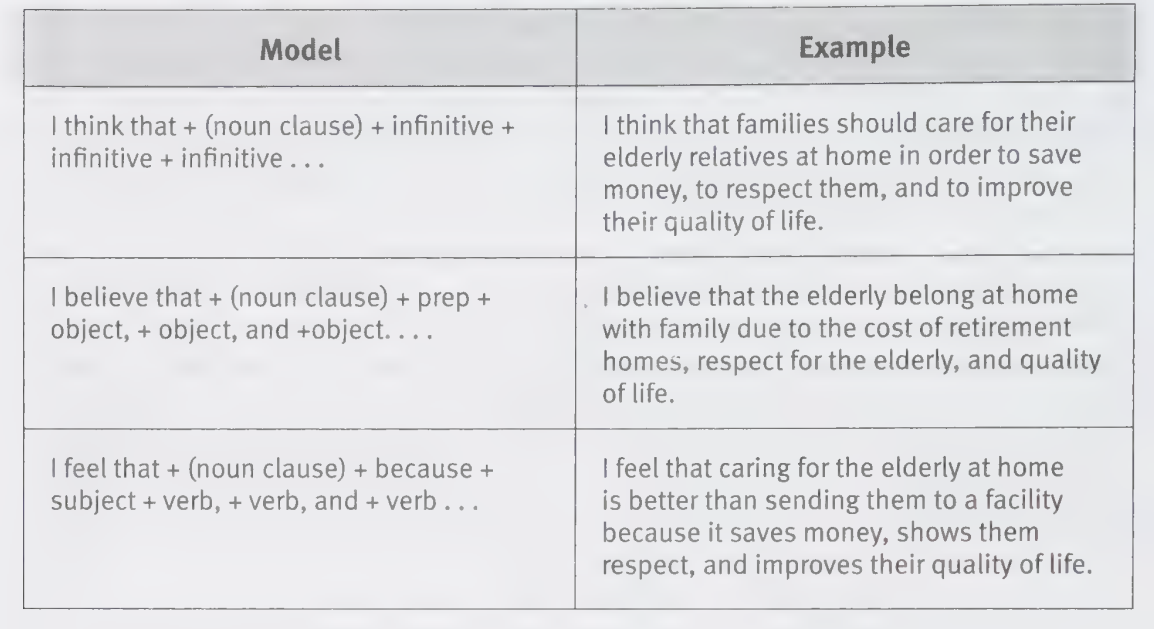 Model
Example
I think that + (noun clause) + infinitive +
infinitive + infinitive . . .
I think that families should care for their
elderly relatives at home in order to save
money, to respect them, and to improve
their quality of life.
I believe that + (noun clause) + prep +
object, + object, and +object. . . .
I believe that the elderly belong at home
with family due to the cost of retirement
homes, respect for the elderly, and quality
of life.
I feel that + (noun clause) + because +
subject + verb, + verb, and + verb . . .
I feel that caring for the elderly at home
is better than sending them to a facility
because it saves money, shows them
respect, and improves their quality of life.